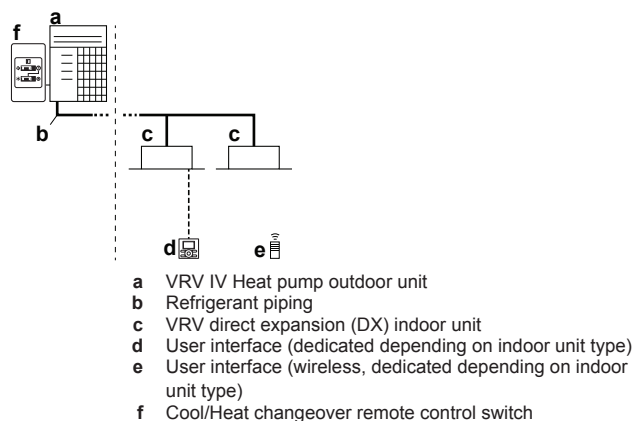 f
a
b
c
c
d
e
a VRV IV Heat pump outdoor unit
b Refrigerant piping
c VRV direct expansion (DX) indoor unit
d User interface (dedicated depending on indoor unit type)
e User interface (wireless, dedicated depending on indoor
unit type)
f Cool/Heat changeover remote control switch